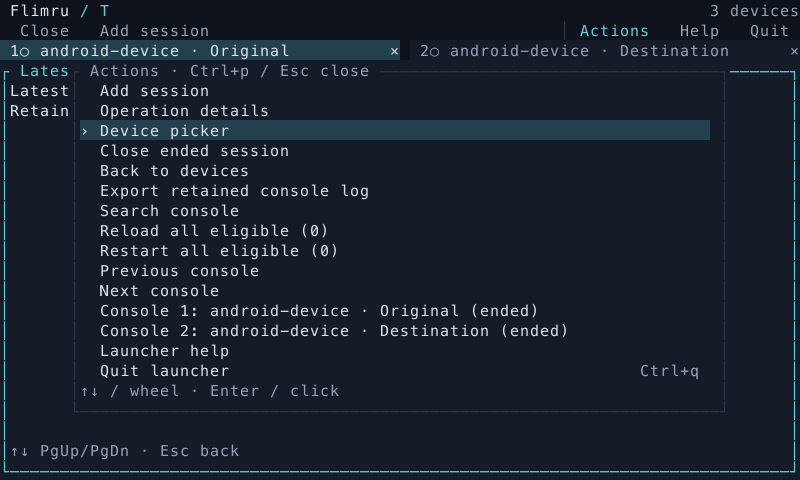 Flimru / T 3 devices
Close Add session Actions Help Quit
1○ android-device · Original × 2○ android-device · Destination ×
Lates Actions · Ctrl+p / Esc close
Latest Add session
Retain Operation details
› Device picker
Close ended session
Back to devices
Export retained console log
Search console
Reload all eligible (0)
Restart all eligible (0)
Previous console
Next console
Console 1: android-device · Original (ended)
Console 2: android-device · Destination (ended)
Launcher help
Quit launcher Ctrl+q
↑↓ / wheel · Enter / click
↑↓ PgUp/PgDn · Esc back